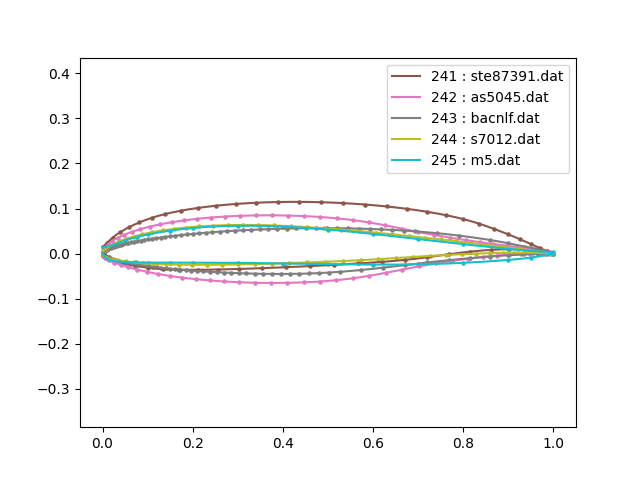 0.4
0.3
0.2
0.1
0.0
−0.1
−0.2
−0.3
0.0 0.2 0.4 0.6 0.8 1.0
241 : ste87391.dat
242 : as5045.dat
243 : bacnlf.dat
244 : s7012.dat
245 : m5.dat